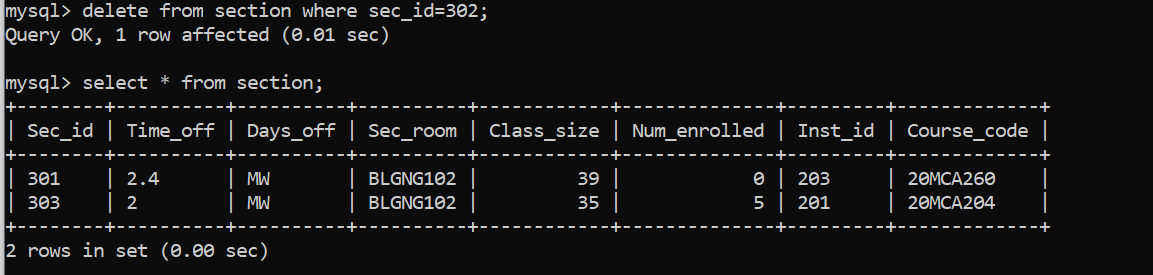 mysql> delete from section where sec_id=302;
Query OK, 1 row affected (0.01 sec)
mysql> select * from section;
+--------+----------+----------+----------+------------+--------------+---------+-------------+
| Sec_id | Time_off | Days_off | Sec_room | Class_size | Num_enrolled | Inst_id | Course_code |
+--------+----------+----------+----------+------------+--------------+---------+-------------+
| 301    | 2.4      | MW       | BLGNG102 |         39 |            0 | 203     | 20MCA260    |
| 303    | 2        | MW       | BLGNG102 |         35 |            5 | 201     | 20MCA204    |
+--------+----------+----------+----------+------------+--------------+---------+-------------+
2 rows in set (0.00 sec)